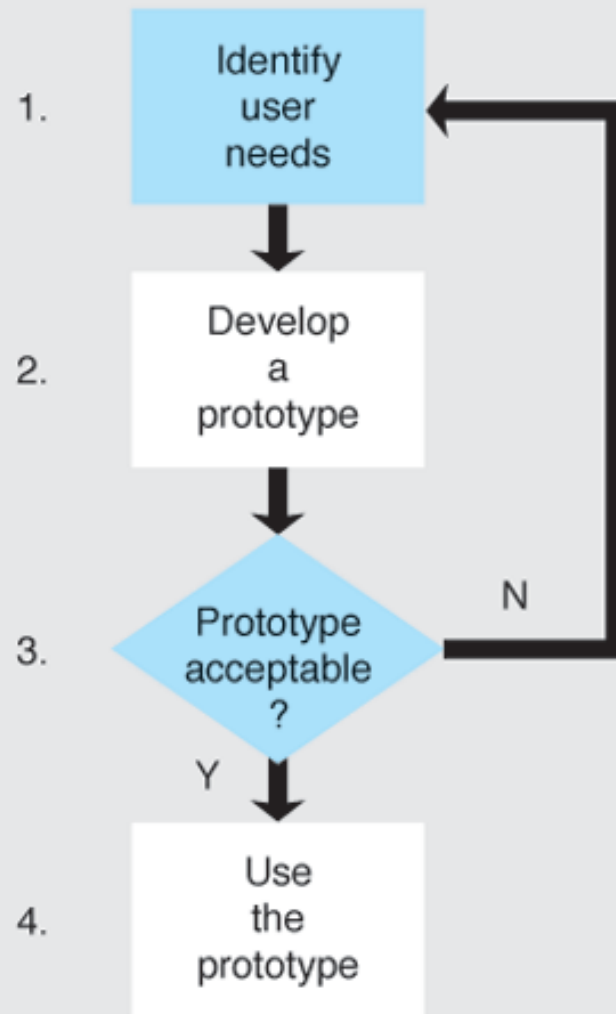 1.
Identify
user
needs
2.
Develop
a
prototype
3.
Prototype
acceptable
?
N
Y
4.
Use
the
prototype